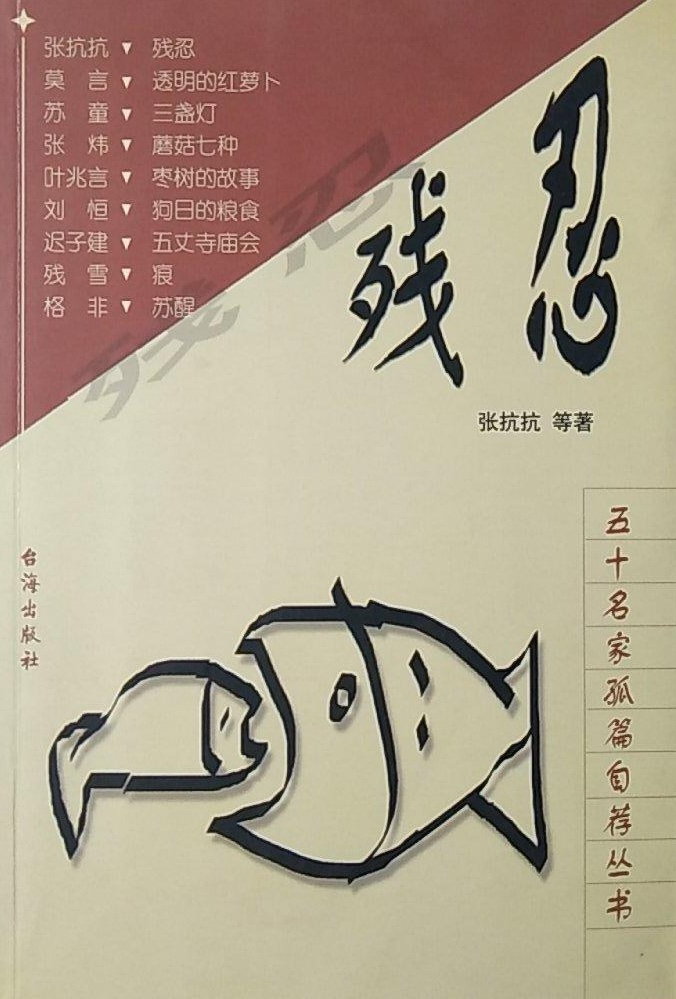 张抗抗▼残忍
莫言▼透明的红萝卜
苏童▼三盏灯
张炜▼蘑菇七种
叶兆言▼枣树的故事
刘恒▼狗日的粮食
迟子建▼五丈寺庙会
残雪▼痕
格非▼苏醒
残忍
残忍
张抗抗 等著
五十名家孤篇自荐丛书
台海出版社